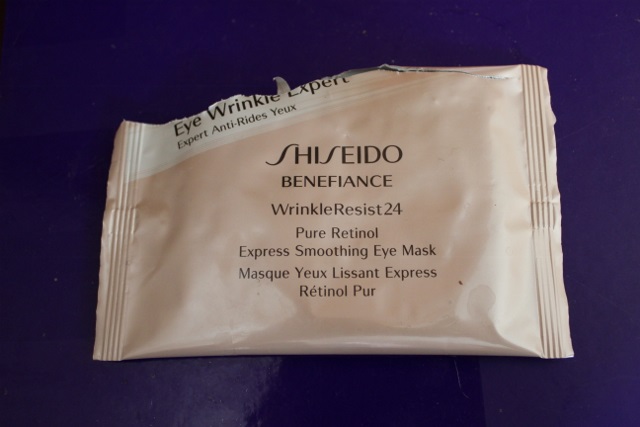 Eye Wrinkle Expert
Expert Anti-Rides Yeux
SHISEIDO
BENEFIANCE
WrinkleResist24
Pure Retinol
Express Smoothing Eye Mask
Masque Yeux Lissant Express
Rétinol Pur